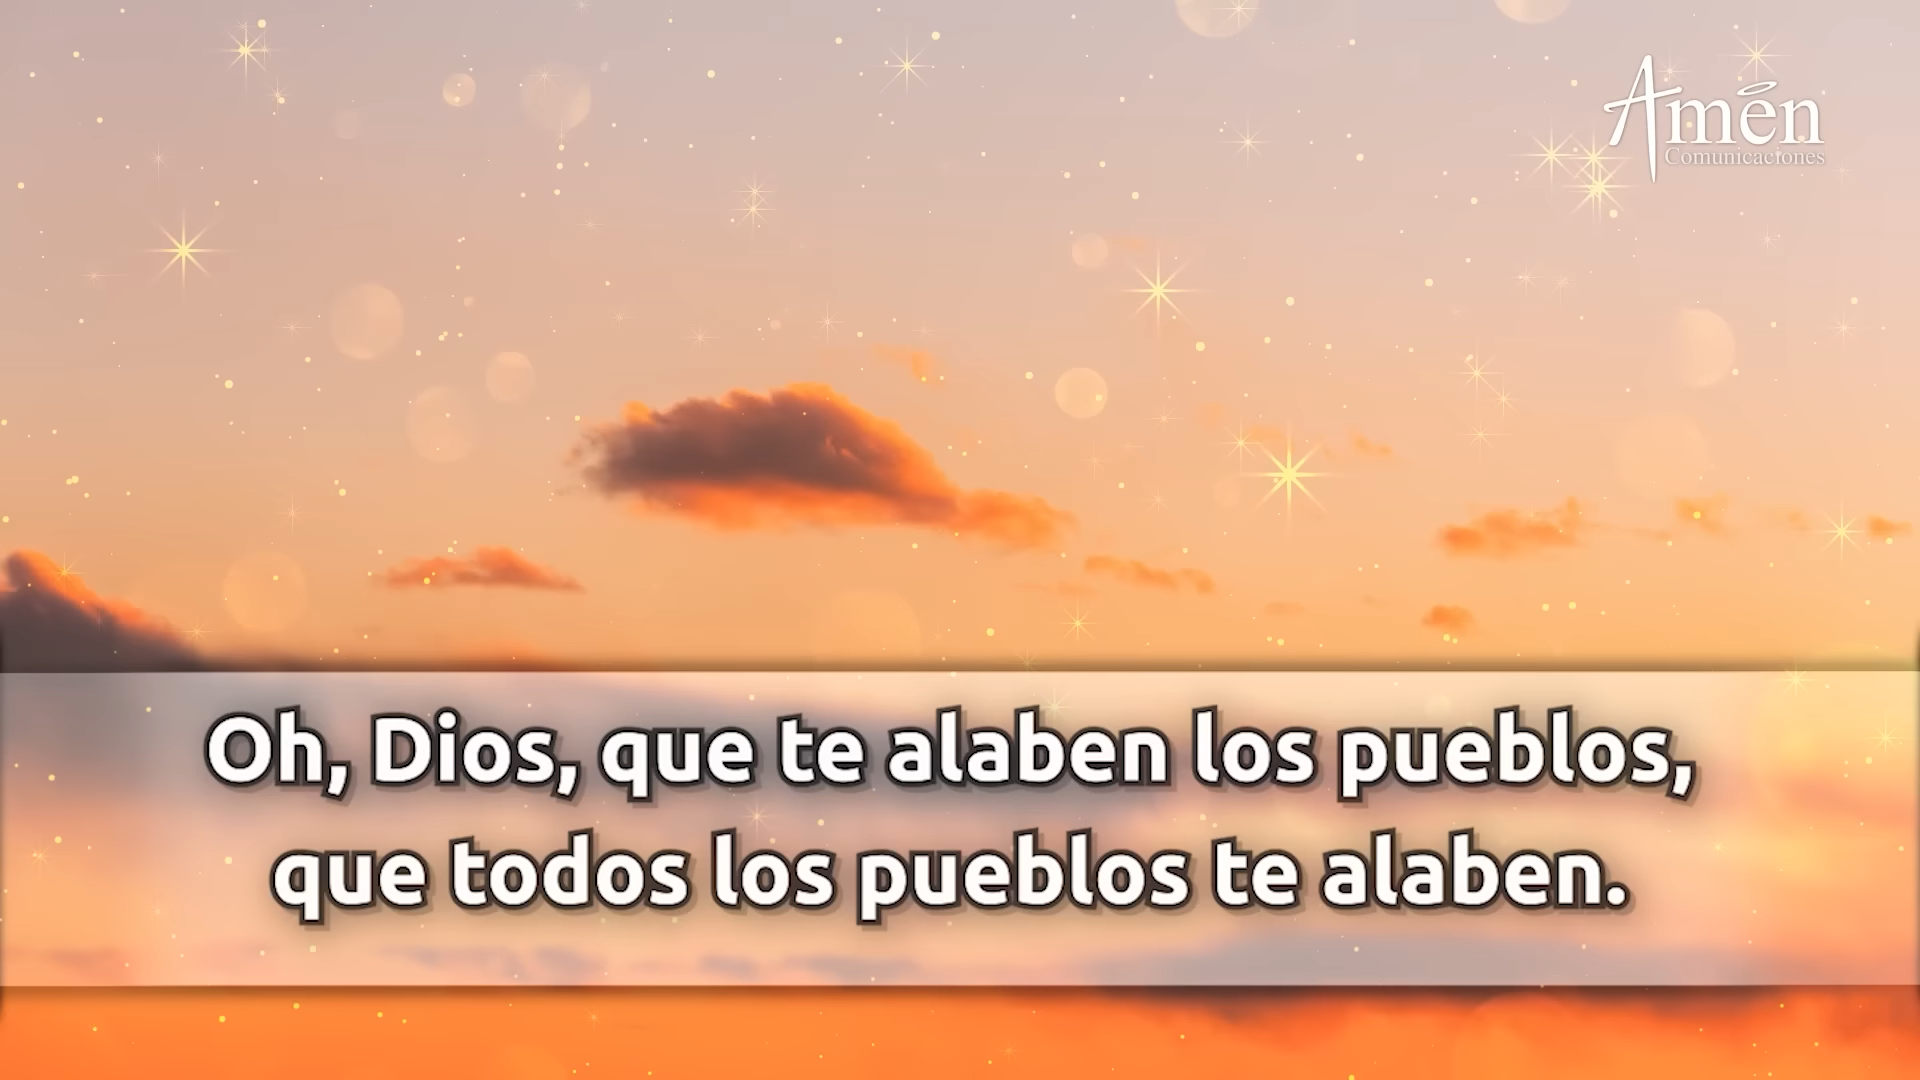 Amén
Comunicaciones
Oh, Dios, que te alaben los pueblos,
que todos los pueblos te alaben.